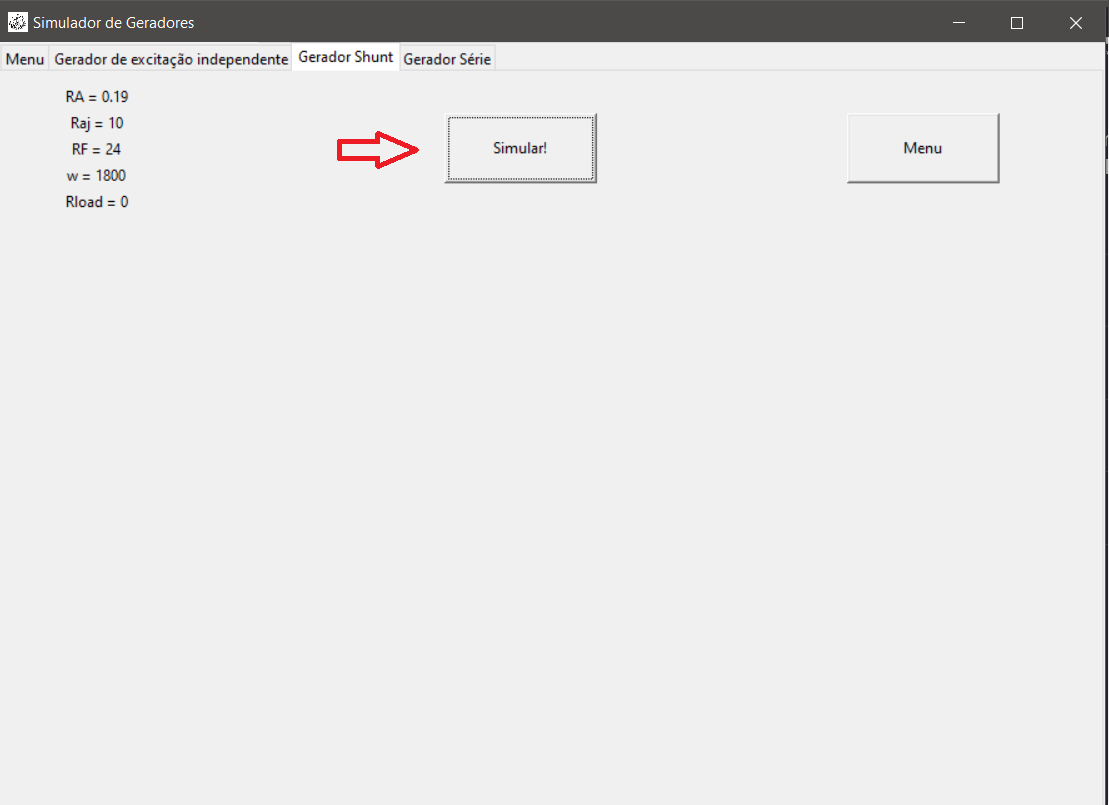 Simulador de Geradores
Menu Gerador de excitação independente Gerador Shunt Gerador Série
RA = 0.19
Raj = 10
RF = 24
w = 1800
Rload = 0
Simular!
Menu